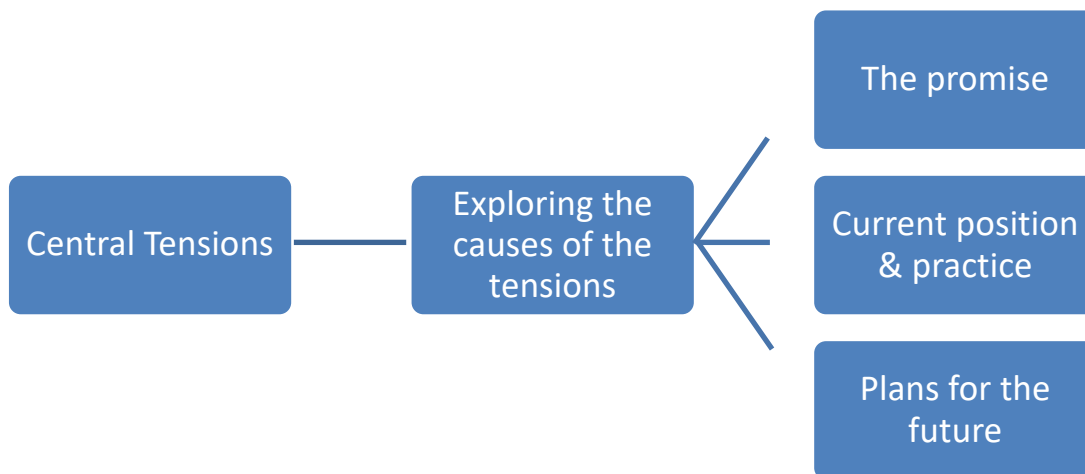 Central Tensions
Exploring the
causes of the
tensions
The promise
Current position
& practice
Plans for the
future